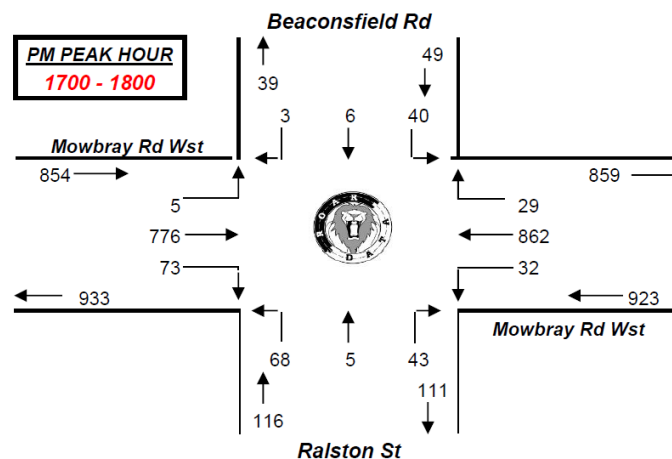 Beaconsfield Rd
PM PEAK HOUR
1700 - 1800
49
39
3 6 40
Mowbray Rd Wst
854 859
5 29
776 862
73 32
933 923
Mowbray Rd Wst
68 5 43
111
116
Ralston St